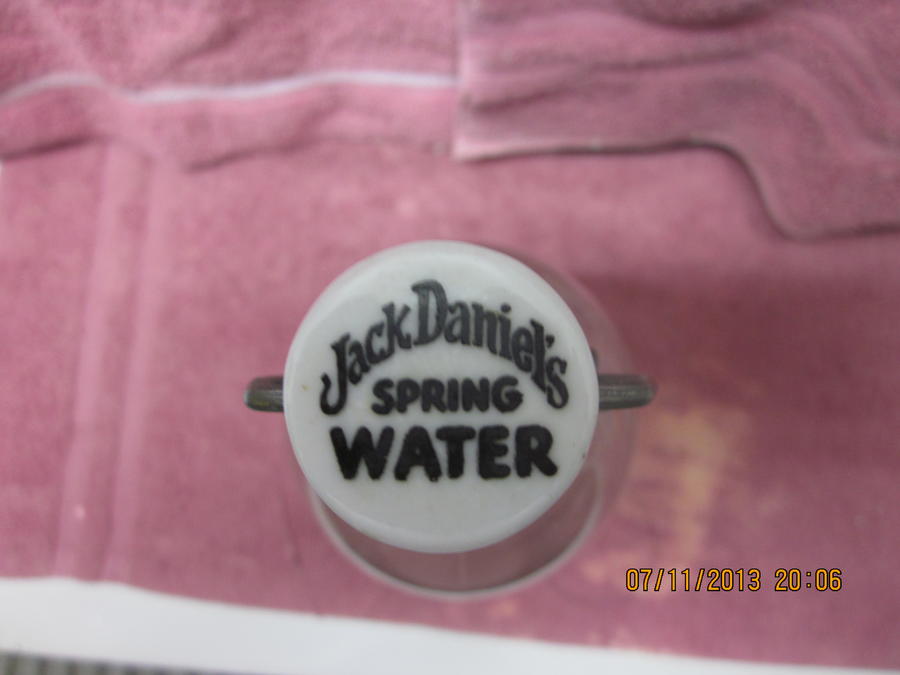 Jack Daniel's
SPRING
WATER
07/11/2013 20:06